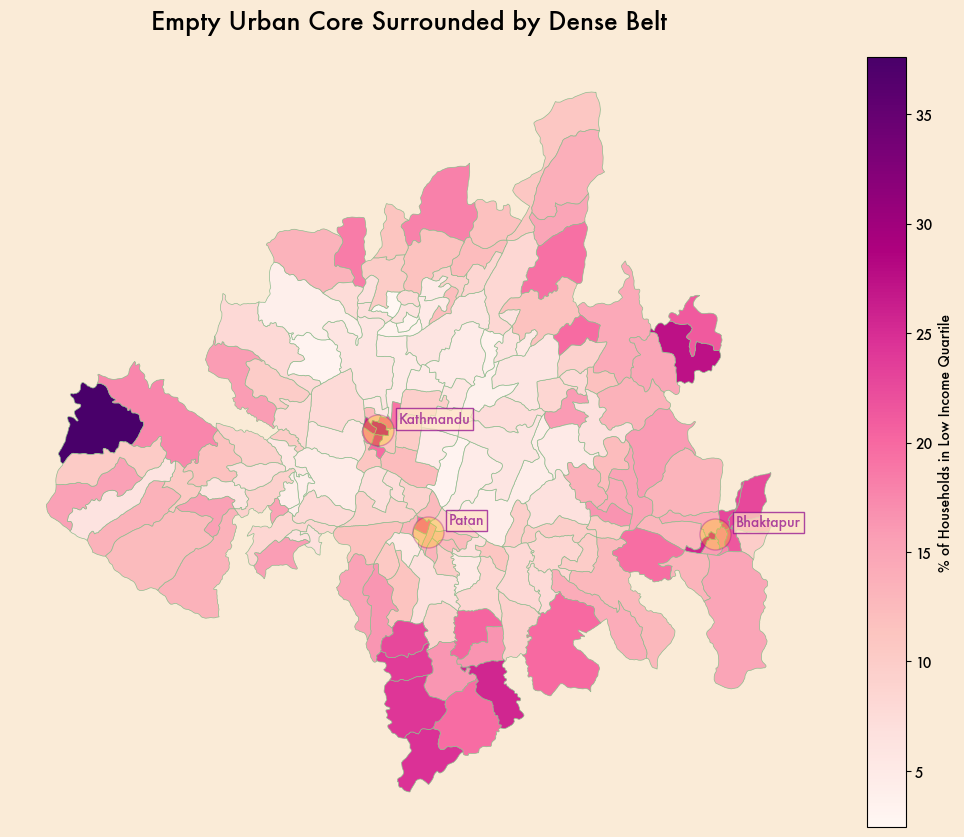 Empty Urban Core Surrounded by Dense Belt
35
30
25
20
15
10
5
% of Households in Low Income Quartile
Kathmandu
Patan
Bhaktapur